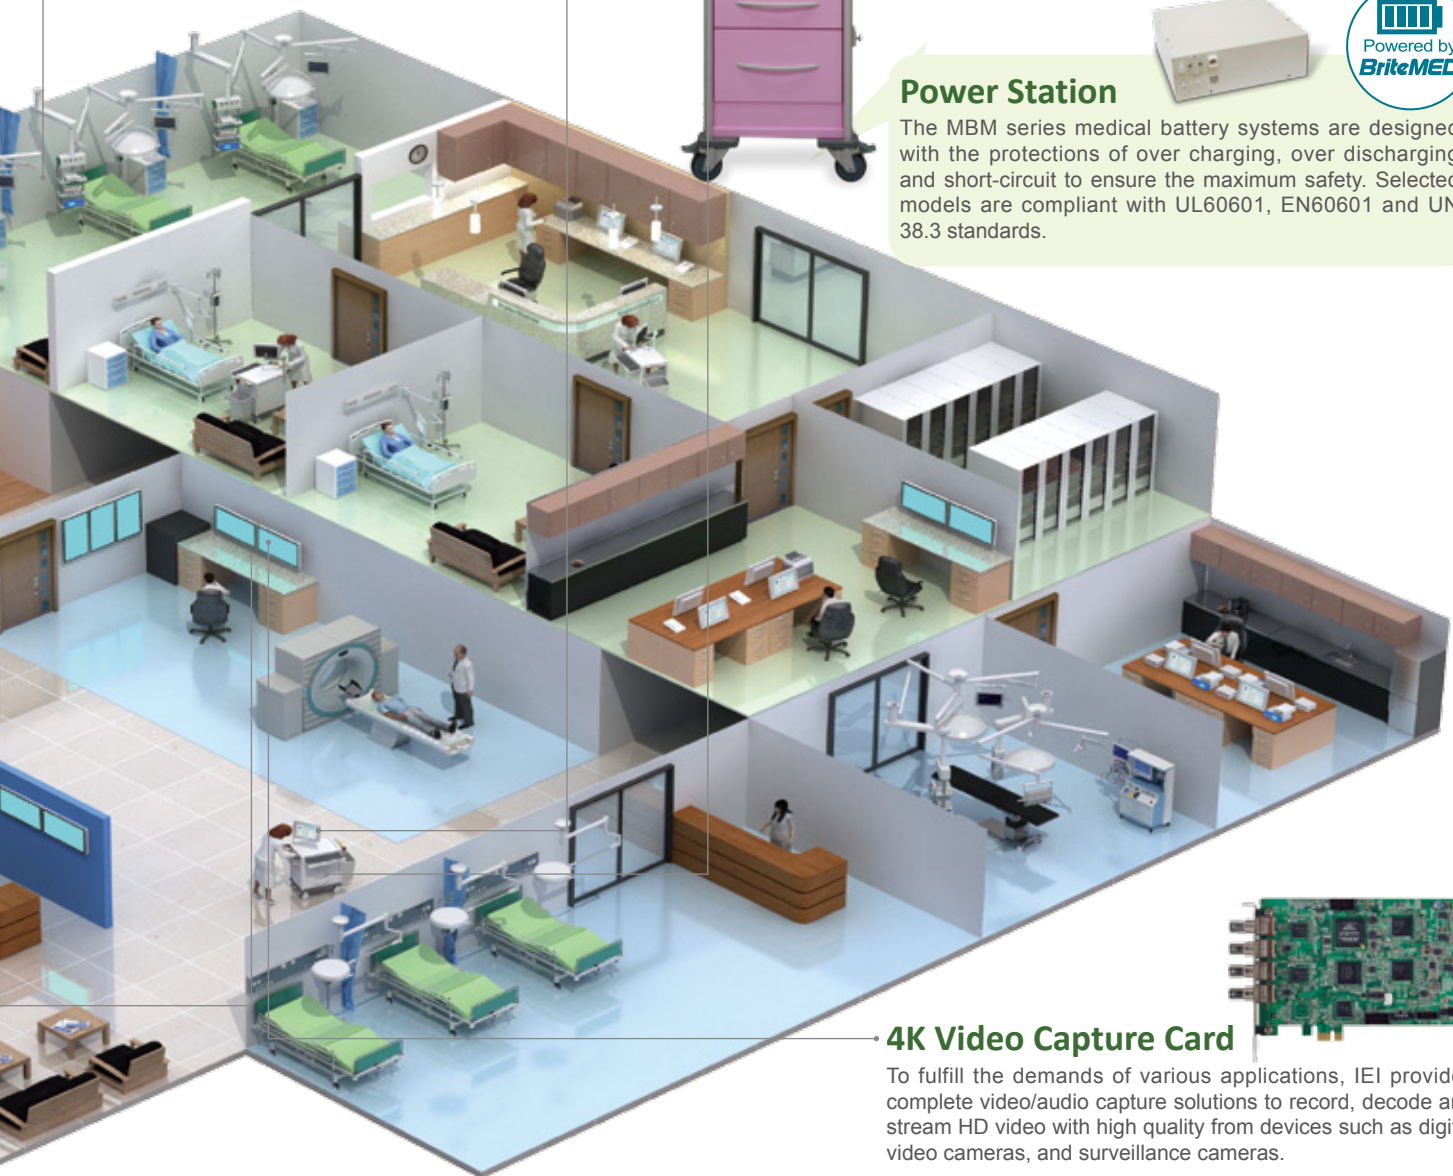 Powered by
BriteMED
Power Station
The MBM series medical battery systems are designed
with the protections of over charging, over discharging
and short-circuit to ensure the maximum safety. Selected
models are compliant with UL60601, EN60601 and UN
38.3 standards.
4K Video Capture Card
To fulfill the demands of various applications, IEI provide
complete video/audio capture solutions to record, decode an
stream HD video with high quality from devices such as digit
video cameras, and surveillance cameras.